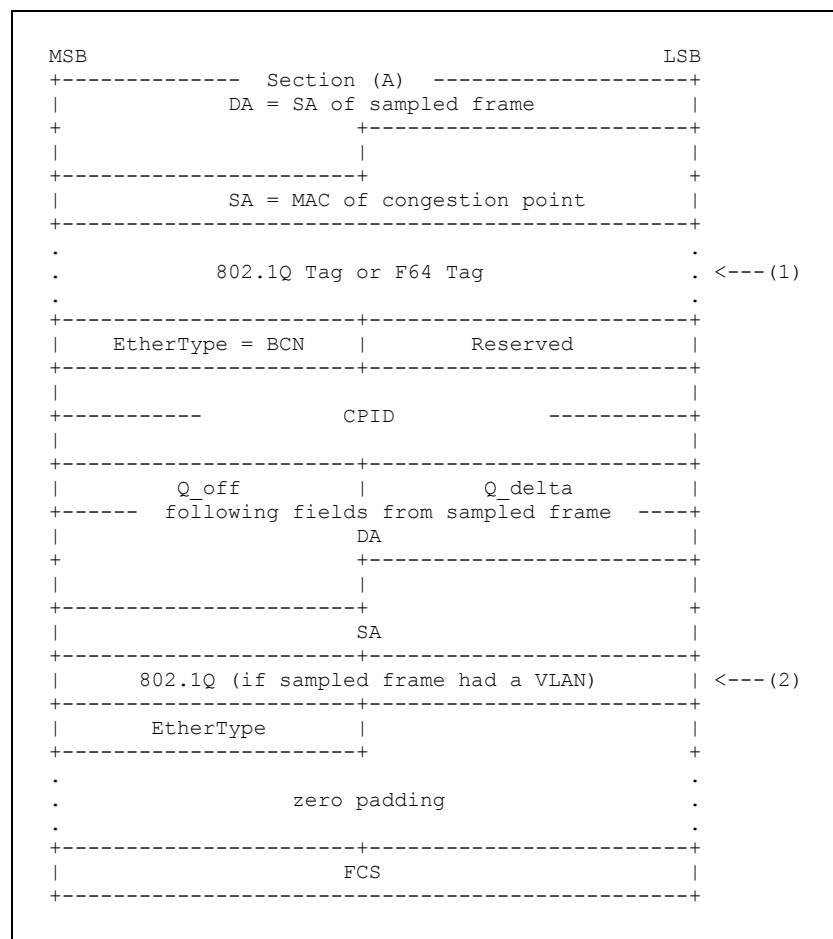 MSB LSB
+-------------- Section (A) --------------------+
| DA = SA of sampled frame |
+ +-------------------------+
| | |
+-----------------------+ +
| SA = MAC of congestion point |
+-------------------------------------------------+
. .
. 802.1Q Tag or F64 Tag . <---(1)
. .
+-----------------------+-------------------------+
| EtherType = BCN | Reserved |
+-----------------------+-------------------------+
| |
+----------- CPID -----------+
| |
+-----------------------+-------------------------+
| Q_off | Q_delta |
+------ following fields from sampled frame ----+
| DA |
+ +-------------------------+
| | |
+-----------------------+ +
| SA |
+-----------------------+-------------------------+
| 802.1Q (if sampled frame had a VLAN) | <---(2)
+-----------------------+-------------------------+
| EtherType | |
+-----------------------+ +
. .
. zero padding .
. .
+-----------------------+-------------------------+
| FCS |
+-------------------------------------------------+